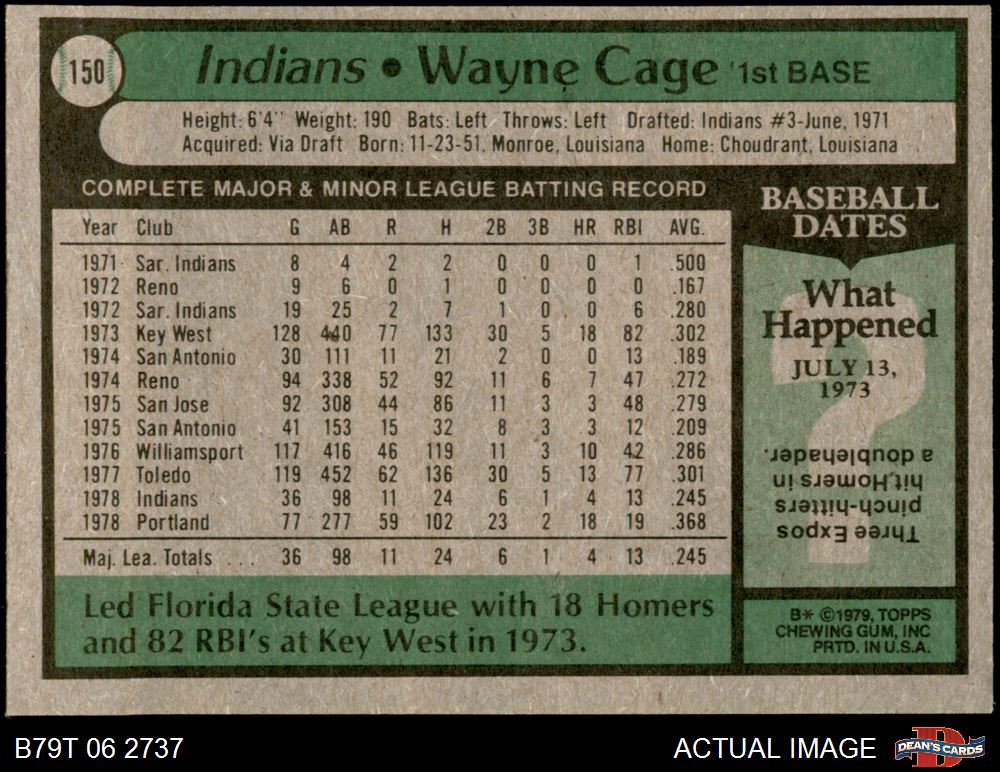 150
Indians • Wayne Cage 1st BASE
Height: 6'4" Weight: 190 Bats: Left Throws: Left Drafted: Indians #3-June, 1971
Acquired: Via Draft Born: 11-23-51, Monroe, Louisiana Home: Choudrant, Louisiana
COMPLETE MAJOR & MINOR LEAGUE BATTING RECORD
Year Club G AB R H 2B 3B HR RBI AVG.
1971 Sar. Indians 8 4 2 2 0 0 0 1 .500
1972 Reno 9 6 0 1 0 0 0 0 .167
1972 Sar. Indians 19 25 2 7 1 0 0 6 .280
1973 Key West 128 440 77 133 30 5 18 82 .302
1974 San Antonio 30 111 11 21 2 0 0 13 .189
1974 Reno 94 338 52 92 11 6 7 47 .272
1975 San Jose 92 308 44 86 11 3 3 48 .279
1975 San Antonio 41 153 15 32 8 3 3 12 .209
1976 Williamsport 117 416 46 119 11 3 10 42 .286
1977 Toledo 119 452 62 136 30 5 13 77 .301
1978 Indians 36 98 11 24 6 1 4 13 .245
1978 Portland 77 277 59 102 23 2 18 19 .368
Maj. Lea. Totals . . . 36 98 11 24 6 1 4 13 .245
Led Florida State League with 18 Homers
and 82 RBI's at Key West in 1973.
BASEBALL
DATES
What
Happened
JULY 13,
1973
?
Three Expos
pinch-hitters
hit Homers in
a doubleheader.
B* ©1979, TOPPS
CHEWING GUM, INC
PRTD. IN U.S.A.
B79T 06 2737
ACTUAL IMAGE
D
DEAN'S CARDS